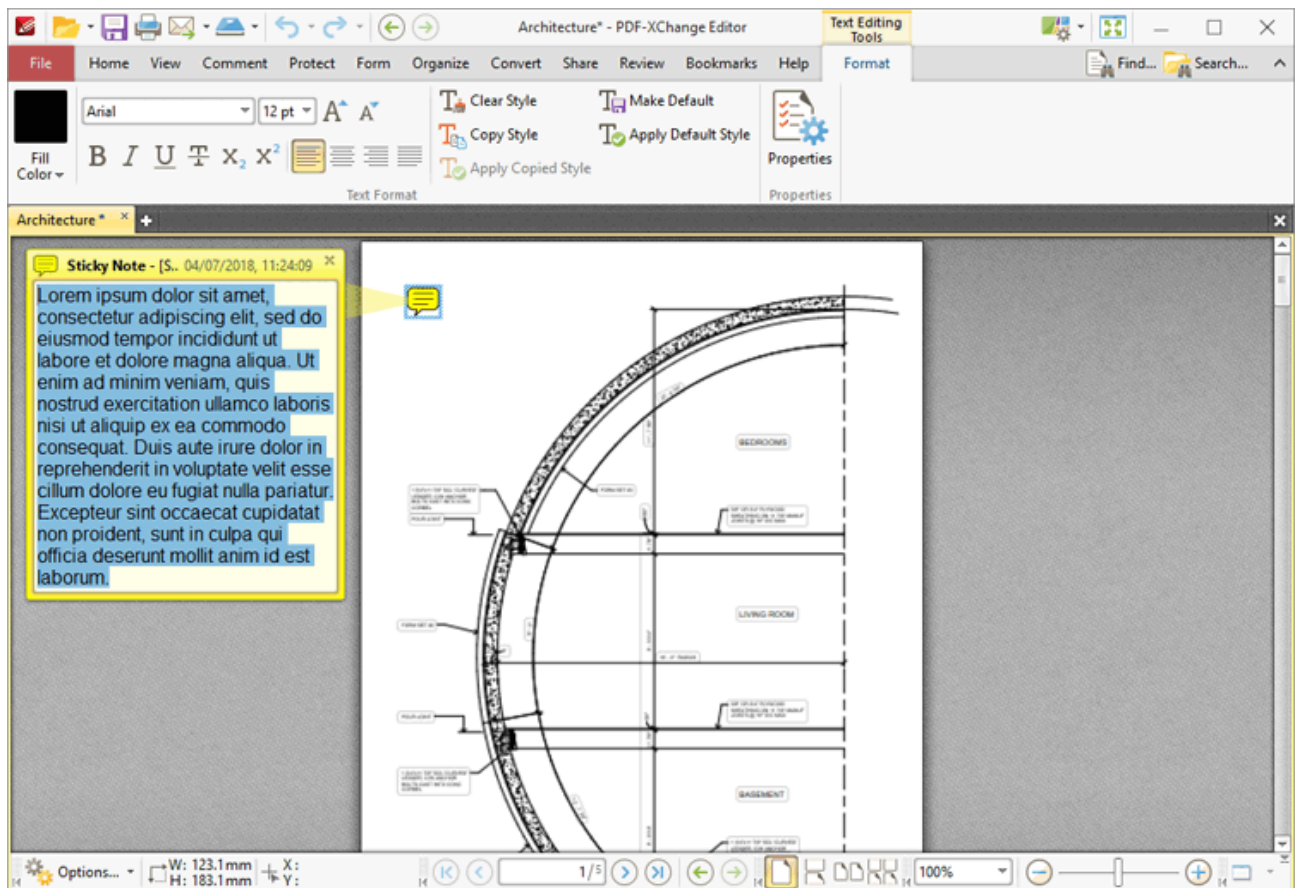 Architecture* - PDF-XChange Editor
Text Editing
Tools
File Home View Comment Protect Form Organize Convert Share Review Bookmarks Help Format Find... Search...
Arial 12 pt
Fill
Color
Clear Style
Copy Style
Apply Copied Style
Make Default
Apply Default Style
Properties
Text Format
Properties
Architecture *
Sticky Note - [S.. 04/07/2018, 11:24:09
Lorem ipsum dolor sit amet,
consectetur adipiscing elit, sed do
eiusmod tempor incididunt ut
labore et dolore magna aliqua. Ut
enim ad minim veniam, quis
nostrud exercitation ullamco laboris
nisi ut aliquip ex ea commodo
consequat. Duis aute irure dolor in
reprehenderit in voluptate velit esse
cillum dolore eu fugiat nulla pariatur.
Excepteur sint occaecat cupidatat
non proident, sunt in culpa qui
officia deserunt mollit anim id est
laborum.
BEDROOMS
LIVING ROOM
BASEMENT
Options... W: 123.1mm X:
H: 183.1mm Y:
1/5
100%